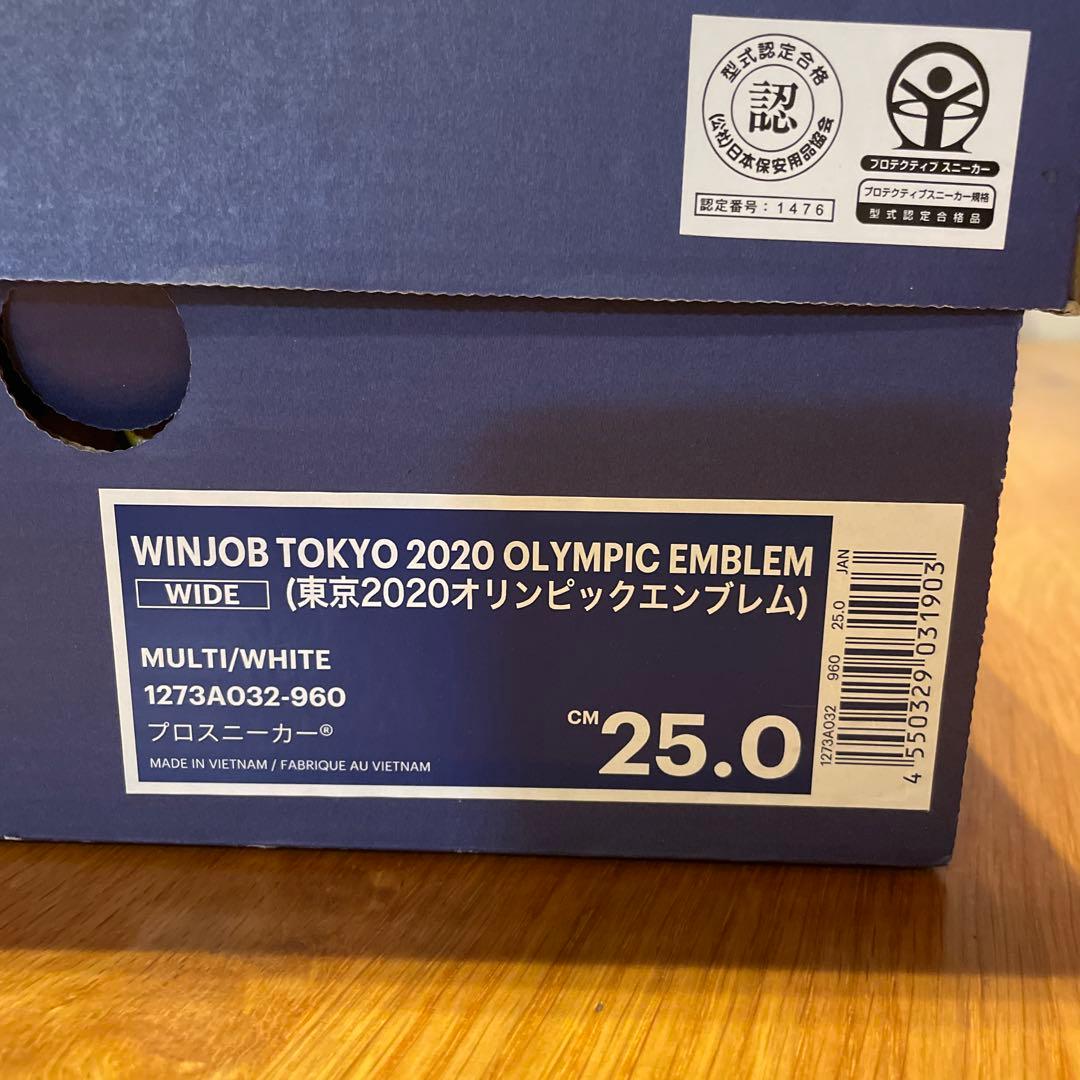 型式認定合格
認
(公社)日本保安用品協会
認定番号:1476
プロテクティブ スニーカー
プロテクティブスニーカー規格
型式認定合格品
WINJOB TOKYO 2020 OLYMPIC EMBLEM
WIDE (東京2020オリンピックエンブレム)
MULTI/WHITE
1273A032-960
プロスニーカー®
MADE IN VIETNAM / FABRIQUE AU VIETNAM
CM 25.0
1273A032 960 25.0 JAN
4 550329 031903